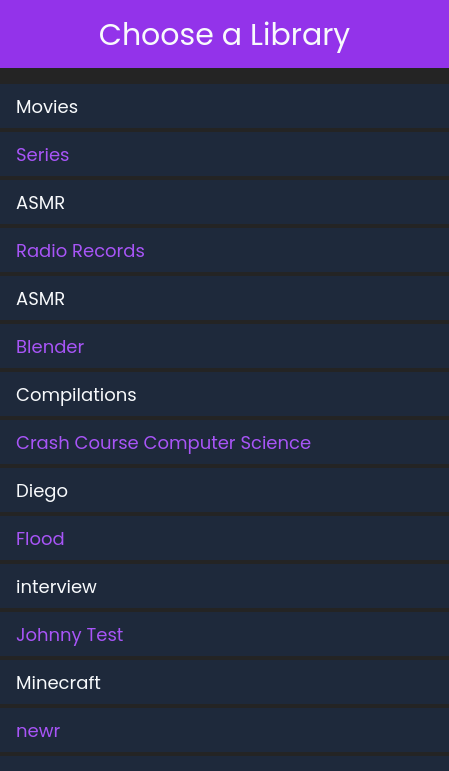 Choose a Library
Movies
Series
ASMR
Radio Records
ASMR
Blender
Compilations
Crash Course Computer Science
Diego
Flood
interview
Johnny Test
Minecraft
newr